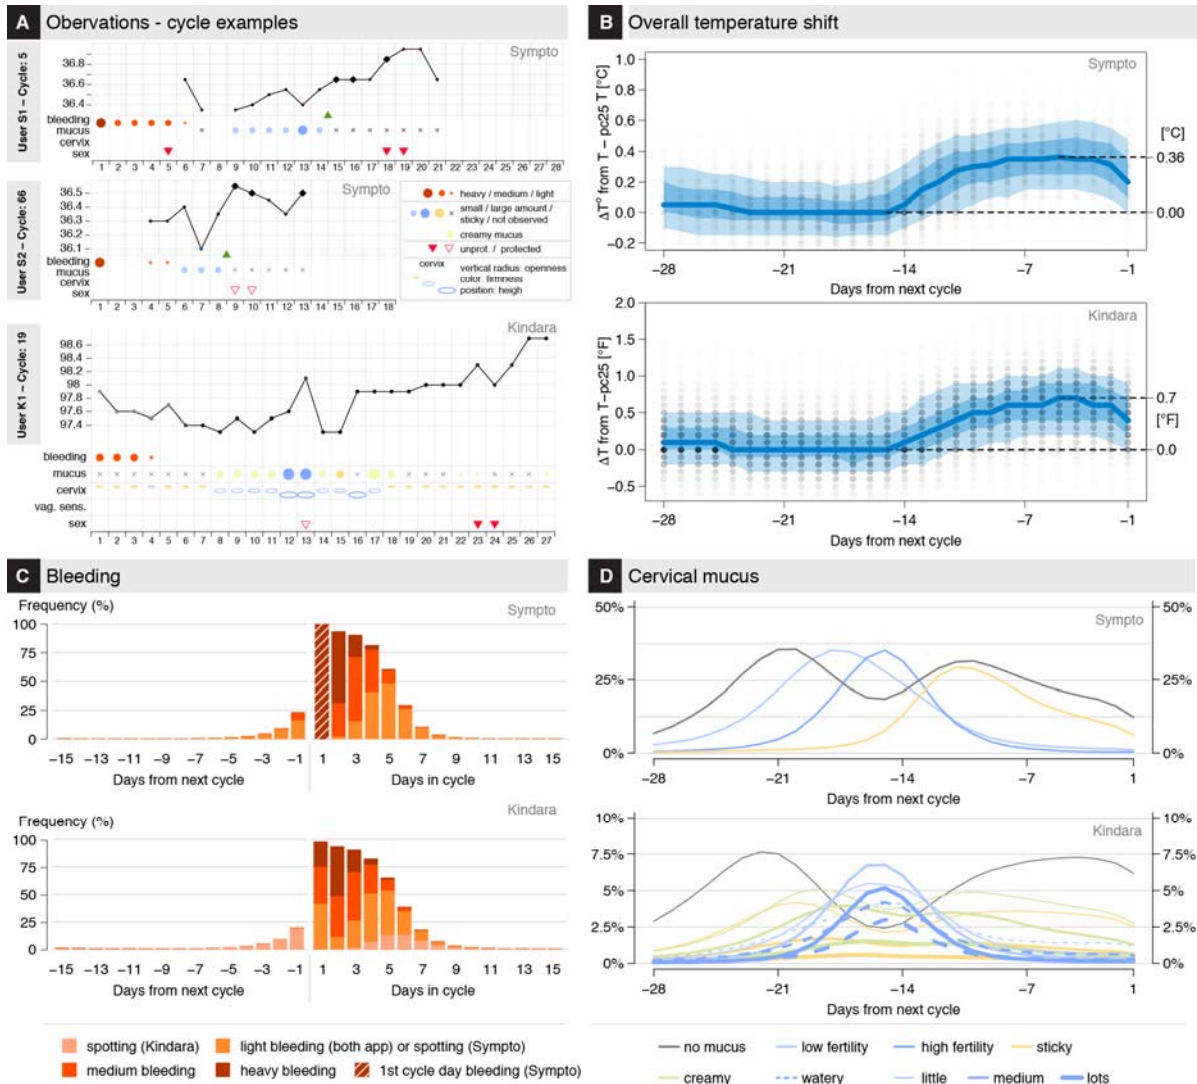 A Obervations - cycle examples
User S1 – Cycle: 5
Sympto
36.8
36.6
36.4
bleeding
mucus
cervix
sex
1 2 3 4 5 6 7 8 9 10 11 12 13 14 15 16 17 18 19 20 21 22 23 24 25 26 27 28
User S2 – Cycle: 66
Sympto
36.5
36.4
36.3
36.2
36.1
bleeding
mucus
cervix
sex
1 2 3 4 5 6 7 8 9 10 11 12 13 14 15 16 17 18
heavy / medium / light
small / large amount /
sticky / not observed
creamy mucus
unprot. / protected
cervix
vertical radius: openness
color: firmness
position: heigh
User K1 – Cycle: 19
Kindara
98.6
98.4
98.2
98
97.8
97.6
97.4
bleeding
mucus
cervix
vag. sens.
sex
1 2 3 4 5 6 7 8 9 10 11 12 13 14 15 16 17 18 19 20 21 22 23 24 25 26 27
B Overall temperature shift
Sympto
ΔT° from T – pc25 T [°C]
1.0
0.8
0.6
0.4
0.2
0.0
−0.2
[°C]
0.36
0.00
−28 −21 −14 −7 −1
Days from next cycle
Kindara
ΔT from T−pc25 [°F]
2.0
1.5
1.0
0.5
0.0
−0.5
0.7
[°F]
0.0
−28 −21 −14 −7 −1
Days from next cycle
C Bleeding
Frequency (%)
Sympto
100
75
50
25
0
−15 −13 −11 −9 −7 −5 −3 −1 1 3 5 7 9 11 13 15
Days from next cycle Days in cycle
Frequency (%)
Kindara
100
75
50
25
0
−15 −13 −11 −9 −7 −5 −3 −1 1 3 5 7 9 11 13 15
Days from next cycle Days in cycle
spotting (Kindara) light bleeding (both app) or spotting (Sympto)
medium bleeding heavy bleeding 1st cycle day bleeding (Sympto)
D Cervical mucus
Sympto
50% 50%
25% 25%
0% 0%
−28 −21 −14 −7 1
Days from next cycle
Kindara
10% 10%
7.5% 7.5%
5% 5%
2.5% 2.5%
0% 0%
−28 −21 −14 −7 1
Days from next cycle
no mucus low fertility high fertility sticky
creamy watery little medium lots